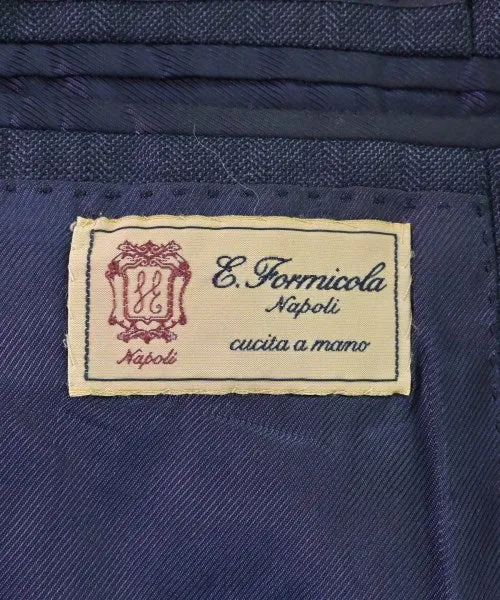 E. Formicola
Napoli
cucita a mano
Napoli